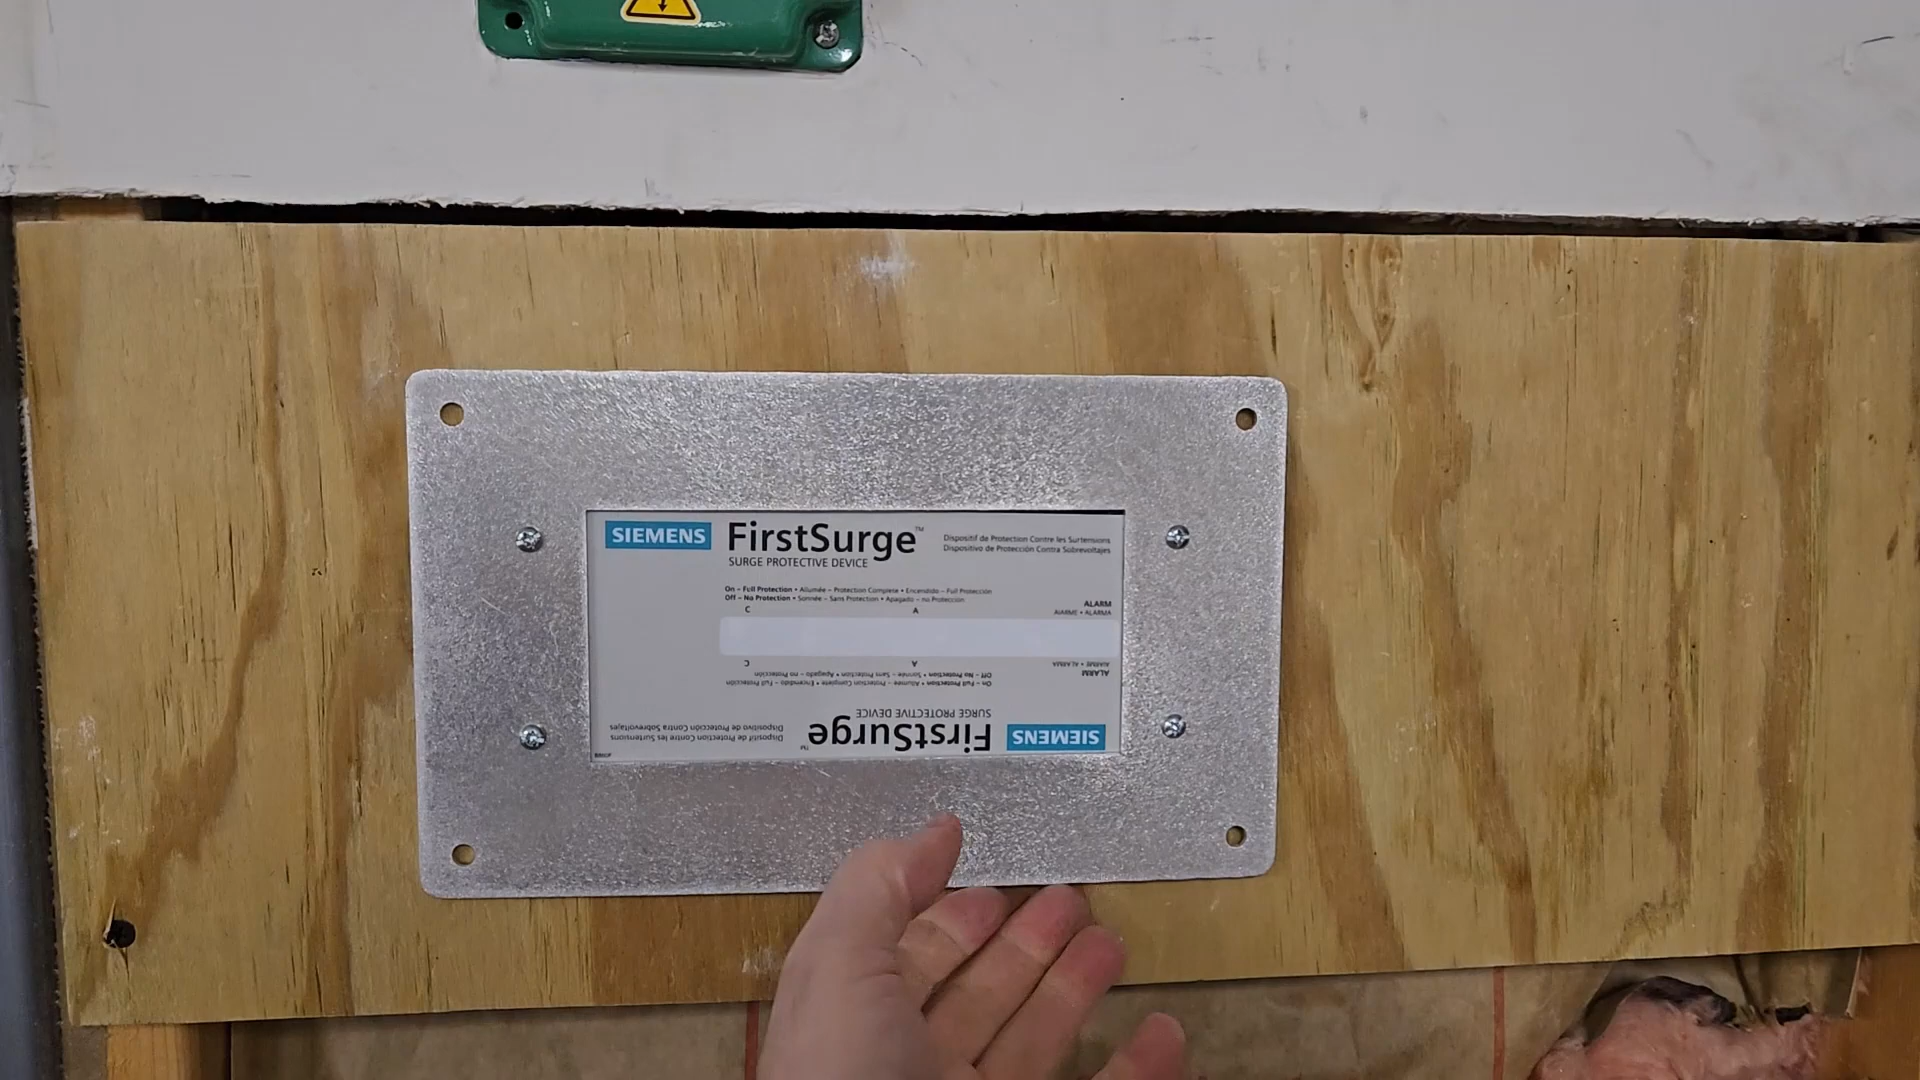 SIEMENS FirstSurge™
SURGE PROTECTIVE DEVICE
Dispositif de Protection Contre les Surtensions
Dispositivo de Protección Contra Sobrevoltajes
On – Full Protection • Allumée – Protection Complete • Encendido – Full Protección
Off – No Protection • Sonnée – Sans Protection • Apagado – no Protección
C A
ALARM
AlARME • ALARMA
C A
AlARME • ALARMA
ALARM
Off – No Protection • Sonnée – Sans Protection • Apagado – no Protección
On – Full Protection • Allumée – Protection Complete • Encendido – Full Protección
SURGE PROTECTIVE DEVICE
SIEMENS FirstSurge™
Dispositif de Protection Contre les Surtensions
Dispositivo de Protección Contra Sobrevoltajes